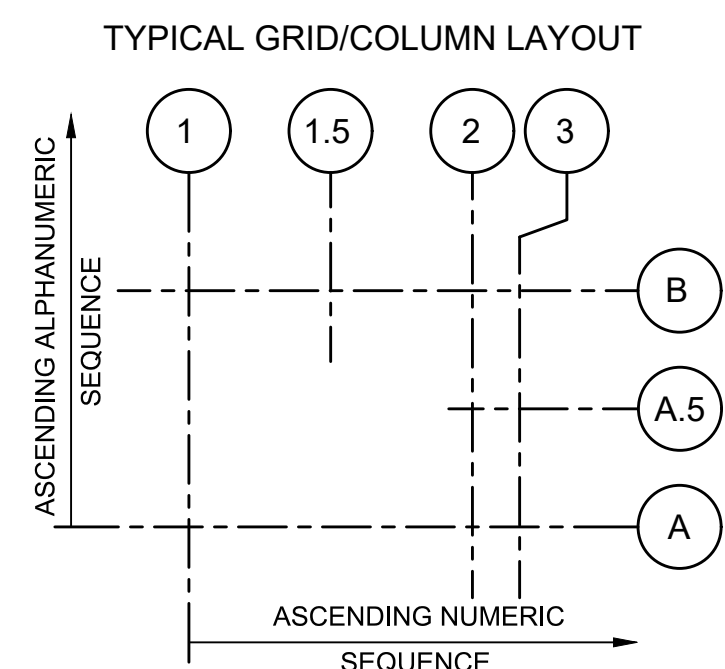 TYPICAL GRID/COLUMN LAYOUT
1
1.5
2
3
ASCENDING ALPHANUMERIC
SEQUENCE
B
A.5
A
ASCENDING NUMERIC
SEQUENCE